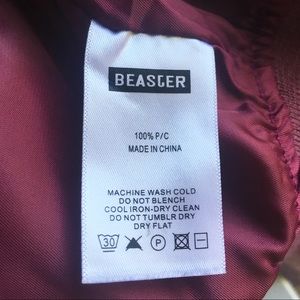 BEASTER
100% P/C
MADE IN CHINA
MACHINE WASH COLD
DO NOT BLENCH
COOL IRON-DRY CLEAN
DO NOT TUMBLR DRY
DRY FLAT
30 P